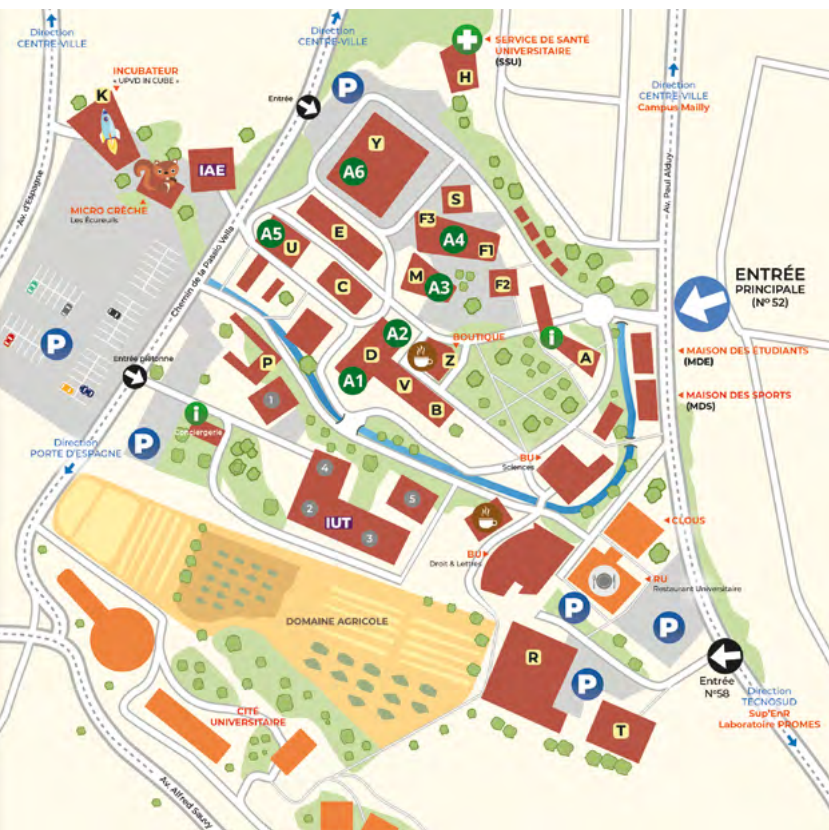 Direction
CENTRE-VILLE
Direction
CENTRE-VILLE
SERVICE DE SANTÉ
UNIVERSITAIRE
(SSU)
H
INCUBATEUR
« UPVD IN CUBE »
K
Entrée
P
Direction
CENTRE-VILLE
Campus Mailly
Y
A6
IAE
Av. d'Espagne
MICRO CRÈCHE
Les Écureuils
Chemin de la Passio Vella
Av. Paul Alduy
S
F3
A4
F1
A5
U
E
C
M
A3
F2
ENTRÉE
PRINCIPALE
(Nº 52)
A2
BOUTIQUE
i
A
D
Z
P
Entrée piétonne
P
A1
V
B
1
MAISON DES ÉTUDIANTS
(MDE)
MAISON DES SPORTS
(MDS)
i
Conciergerie
P
Direction
PORTE D'ESPAGNE
BU
Sciences
4
2
IUT
3
5
CLOUS
BU
Droit & Lettres
RU
Restaurant Universitaire
P
P
DOMAINE AGRICOLE
R
P
T
Entrée
Nº58
Direction
TECNOSUD
Sup'EnR
Laboratoire PROMES
CITÉ
UNIVERSITAIRE
Av. Alfred Sauvy